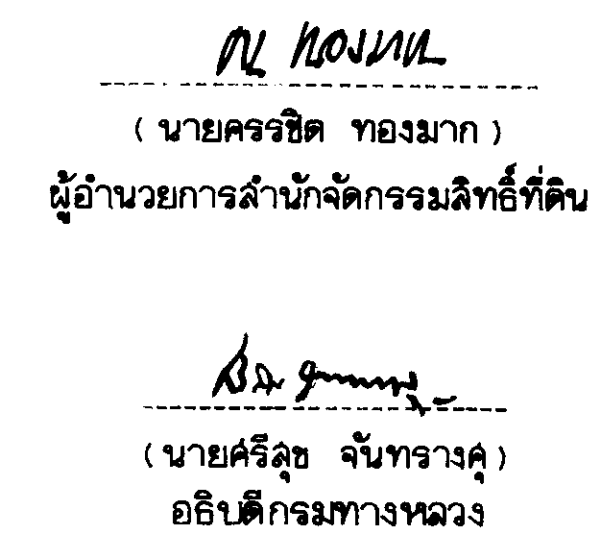 ( นายครรชิต ทองมาก )
ผู้อำนวยการสำนักจัดกรรมสิทธิ์ที่ดิน
( นายศรีสุข จันทรางศุ )
อธิบดีกรมทางหลวง